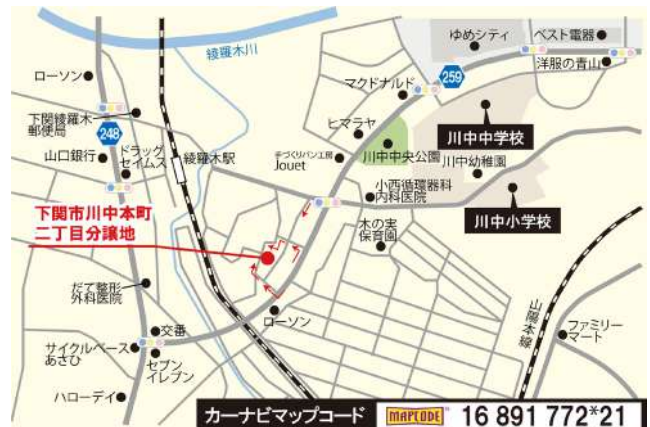 綾羅木川
ゆめシティ
ベスト電器
洋服の青山
259
マクドナルド
ローソン
下関綾羅木
郵便局
248
山口銀行
ドラッグ
セイムス
綾羅木駅
ヒマラヤ
手づくりパン工房
Jouet
川中中央公園
川中中学校
川中幼稚園
川中小学校
小西循環器科
内科医院
木の実
保育園
下関市川中本町
二丁目分譲地
だて整形
外科医院
ローソン
交番
サイクルベース
あさひ
セブン
イレブン
ハローデイ
山陽本線
ファミリー
マート
カーナビマップコード MAPCODE 16 891 772*21